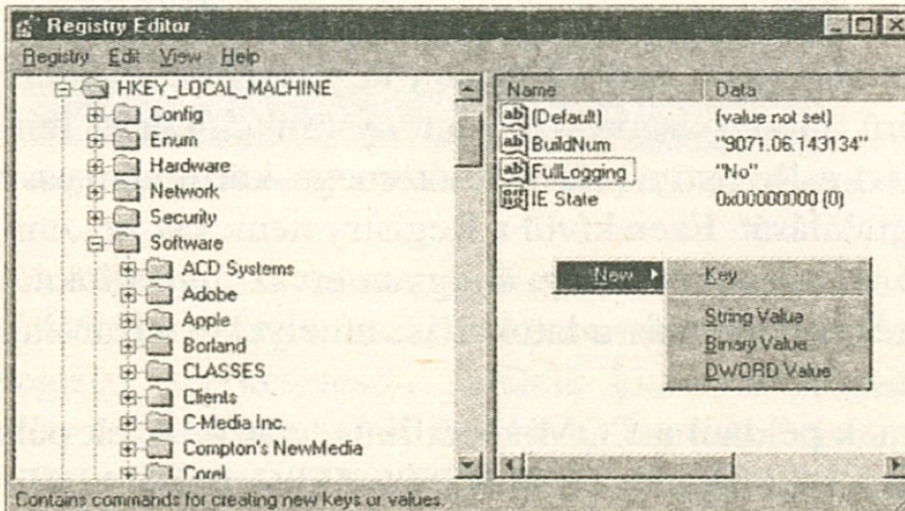 Registry Editor
Registry Edit View Help
HKEY_LOCAL_MACHINE
Config
Enum
Hardware
Network
Security
Software
ACD Systems
Adobe
Apple
Borland
CLASSES
Clients
C-Media Inc.
Compton's NewMedia
Corel
Name Data
(Default) (value not set)
BuildNum "9071.06.143134"
FullLogging "No"
IE State 0x00000000 (0)
New
Key
String Value
Binary Value
DWORD Value
Contains commands for creating new keys or values.